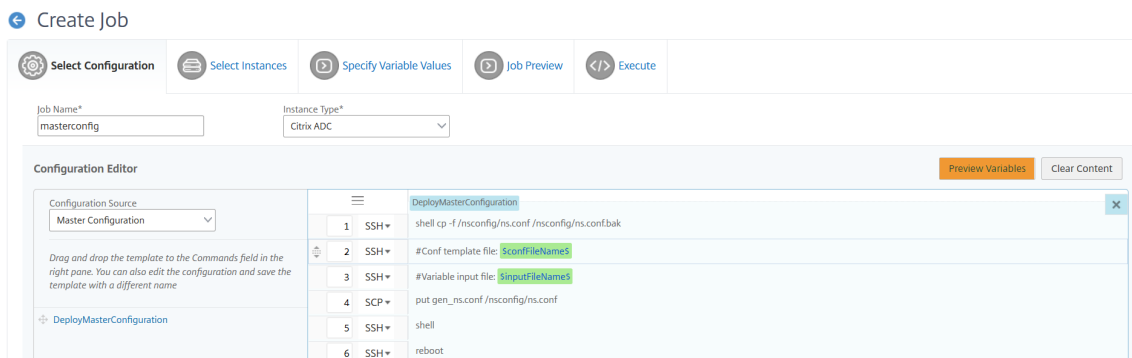 Create Job
Select Configuration
Select Instances
Specify Variable Values
Job Preview
Execute
Job Name*
Instance Type*
masterconfig
Citrix ADC
Configuration Editor
Preview Variables
Clear Content
Configuration Source
Master Configuration
Drag and drop the template to the Commands field in the
right pane. You can also edit the configuration and save the
template with a different name
DeployMasterConfiguration
DeployMasterConfiguration
1 SSH shell cp -f /nsconfig/ns.conf /nsconfig/ns.conf.bak
2 SSH #Conf template file: $confFileName$
3 SSH #Variable input file: $inputFileName$
4 SCP put gen_ns.conf /nsconfig/ns.conf
5 SSH shell
6 SSH reboot